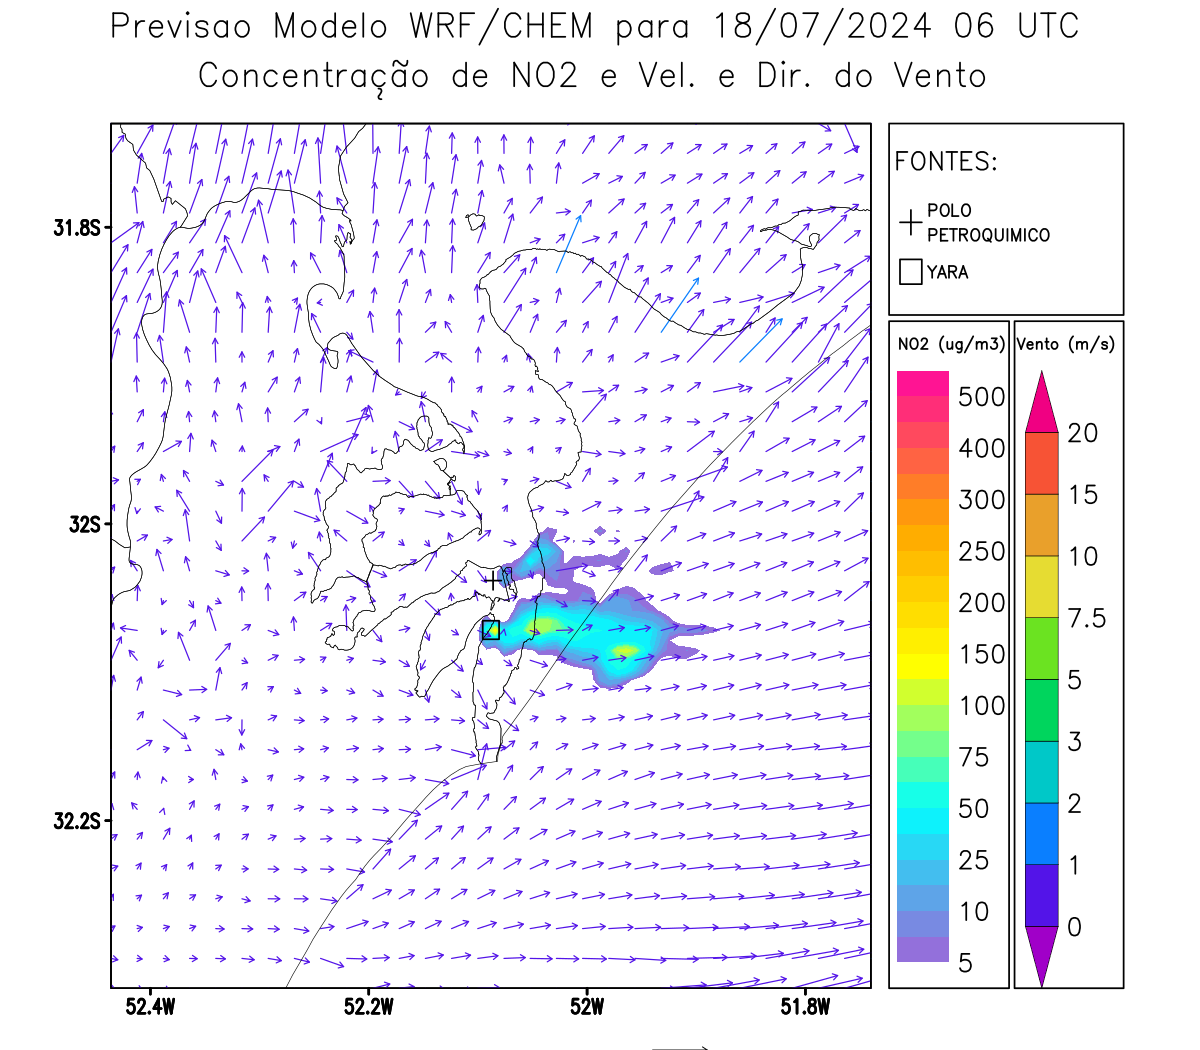 Previsao Modelo WRF/CHEM para 18/07/2024 06 UTC
Concentração de NO2 e Vel. e Dir. do Vento
FONTES:
POLO
PETROQUIMICO
YARA
31.8S
32S
32.2S
52.4W 52.2W 52W 51.8W
NO2 (ug/m3)
500
400
300
250
200
150
100
75
50
25
10
5
Vento (m/s)
20
15
10
7.5
5
3
2
1
0